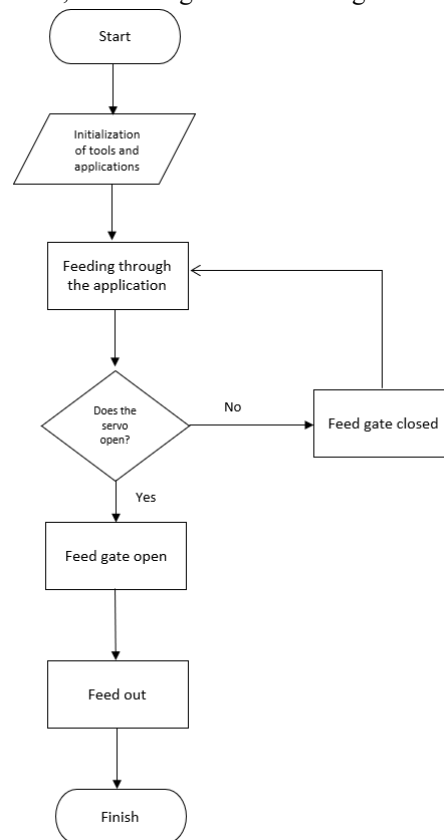 Start
Initialization
of tools and
applications
Feeding through
the application
Does the
servo
open?
No
Feed gate closed
Yes
Feed gate open
Feed out
Finish